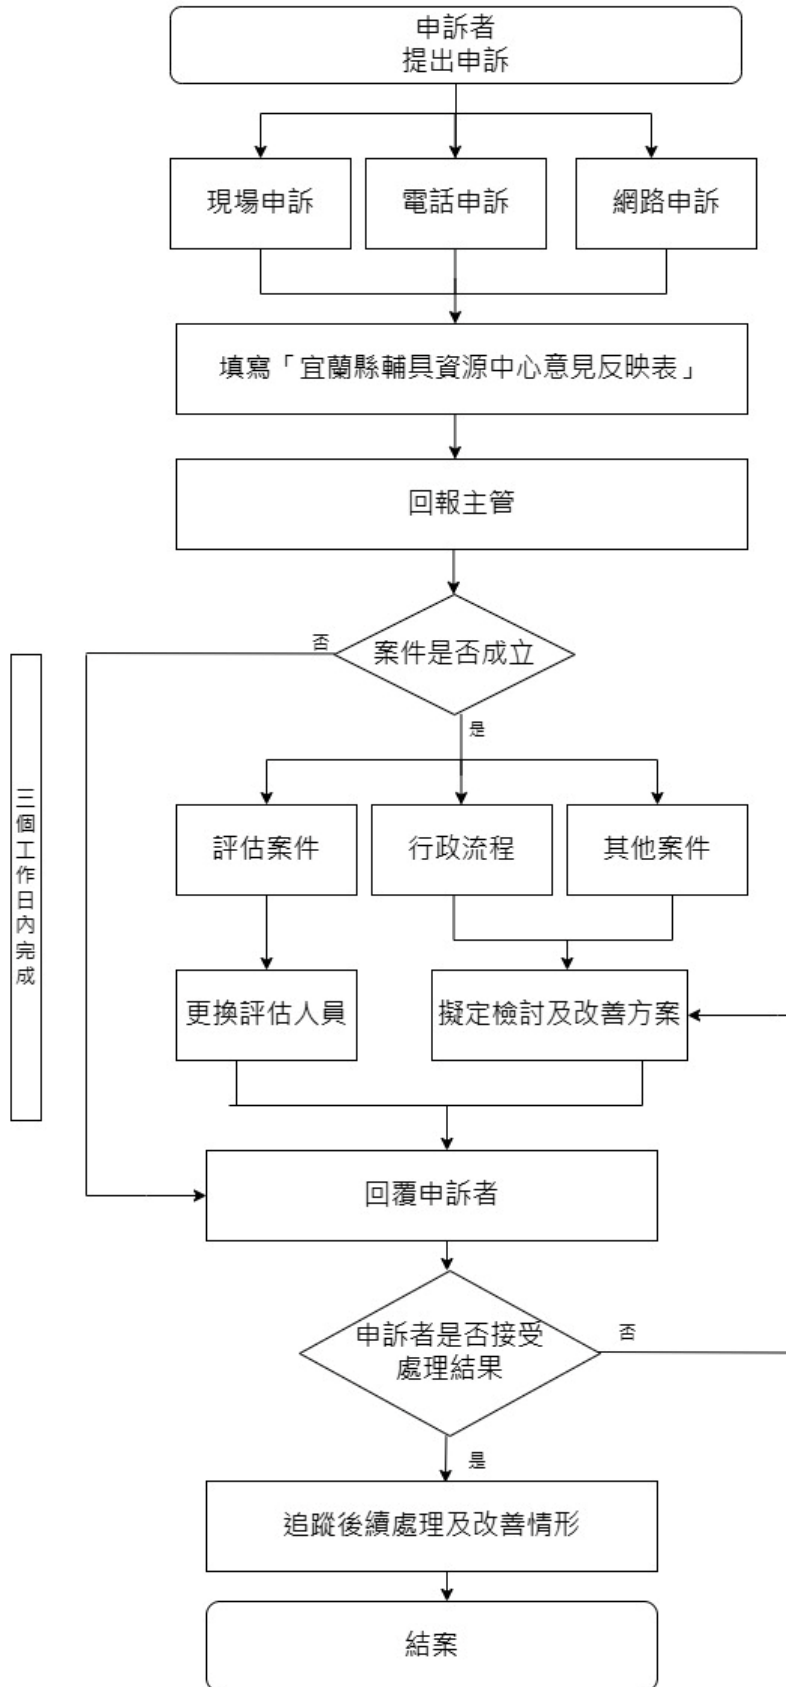 申訴者
提出申訴
現場申訴
電話申訴
網路申訴
填寫「宜蘭縣輔具資源中心意見反映表」
回報主管
案件是否成立
否
是
三個工作日內完成
評估案件
行政流程
其他案件
更換評估人員
擬定檢討及改善方案
回覆申訴者
申訴者是否接受
處理結果
否
是
追蹤後續處理及改善情形
結案